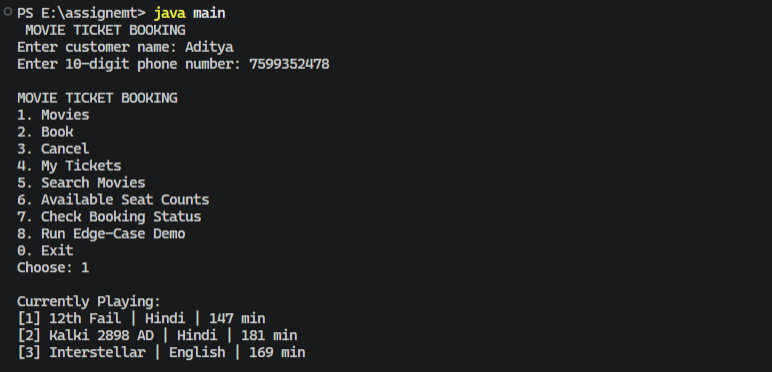 PS E:\assignemt> java main
MOVIE TICKET BOOKING
Enter customer name: Aditya
Enter 10-digit phone number: 7599352478
MOVIE TICKET BOOKING
1. Movies
2. Book
3. Cancel
4. My Tickets
5. Search Movies
6. Available Seat Counts
7. Check Booking Status
8. Run Edge-Case Demo
0. Exit
Choose: 1
Currently Playing:
[1] 12th Fail | Hindi | 147 min
[2] Kalki 2898 AD | Hindi | 181 min
[3] Interstellar | English | 169 min